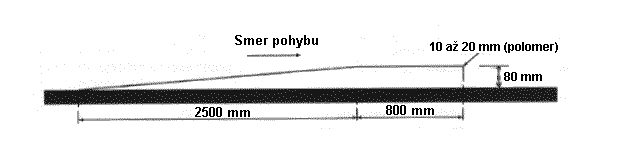 Smer pohybu
10 až 20 mm (polomer)
80 mm
2500 mm
800 mm